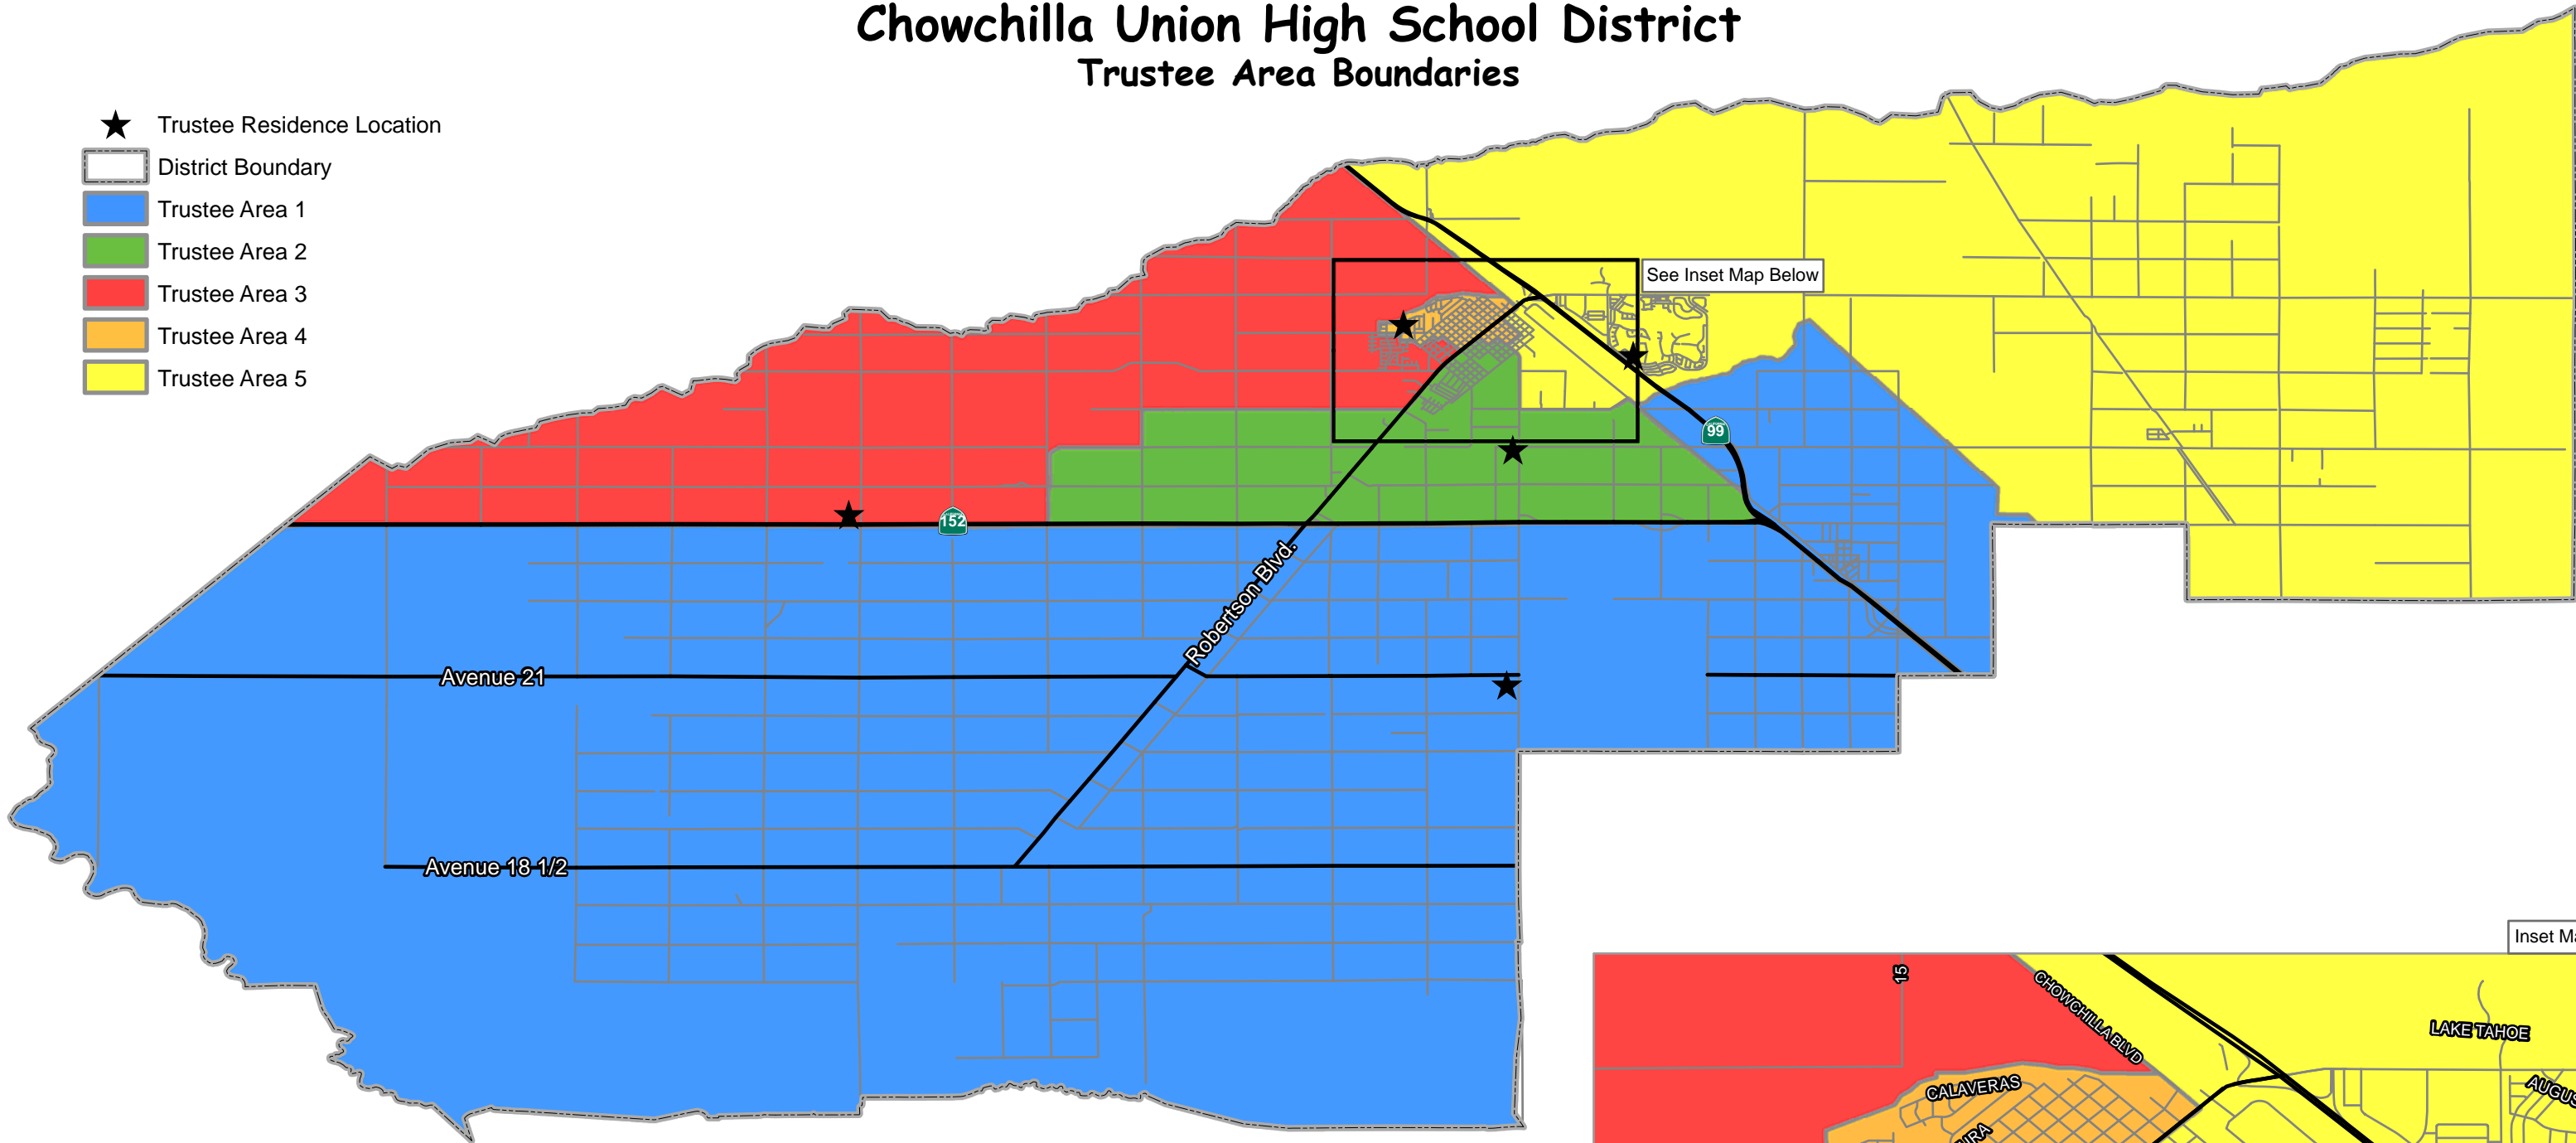 Chowchilla Union High School District
Trustee Area Boundaries
Trustee Residence Location
District Boundary
Trustee Area 1
Trustee Area 2
Trustee Area 3
Trustee Area 4
Trustee Area 5
See Inset Map Below
99
152
Robertson Blvd.
Avenue 21
Avenue 18 1/2
Inset
15
CHOWCHILLA BLVD
LAKE TAHOE
CALAVERAS